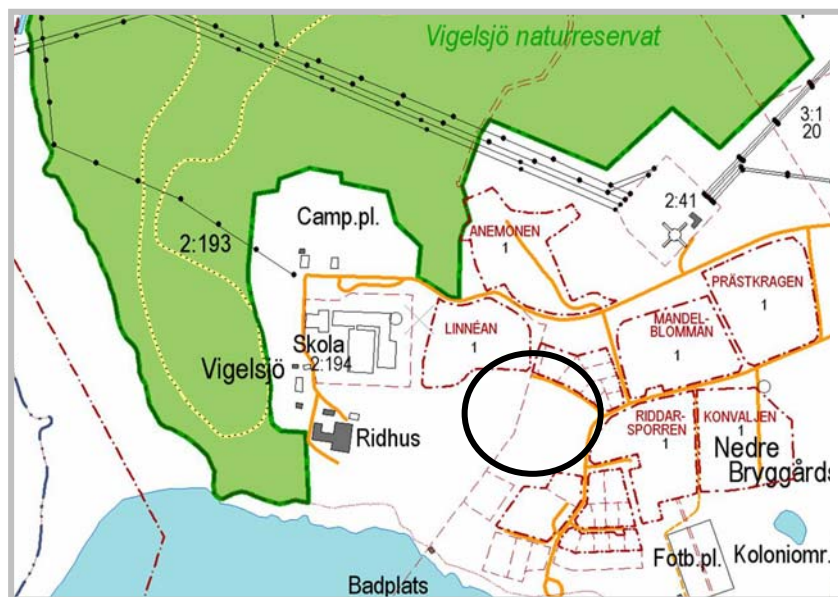 Vigelsjö naturreservat
3:1
20
2:41
Camp.pl.
ANEMONEN
1
2:193
PRÄSTKRAGEN
1
LINNÉAN
1
MANDEL-
BLOMMAN
1
Skola
2:194
Vigelsjö
RIDDAR-
SPORREN
1
KONVALJEN
1
Ridhus
Nedre
Bryggårds
Fotb.pl.
Koloniomr.
Badplats